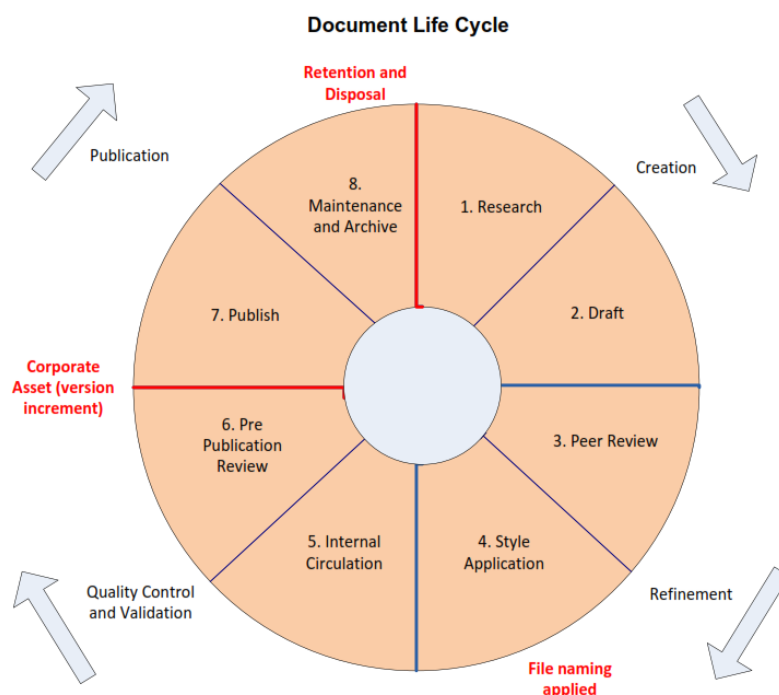 Document Life Cycle
Retention and
Disposal
Publication
Creation
8.
Maintenance
and Archive
1. Research
7. Publish
2. Draft
Corporate
Asset (version
increment)
6. Pre
Publication
Review
3. Peer Review
5. Internal
Circulation
4. Style
Application
Quality Control
and Validation
Refinement
File naming
applied